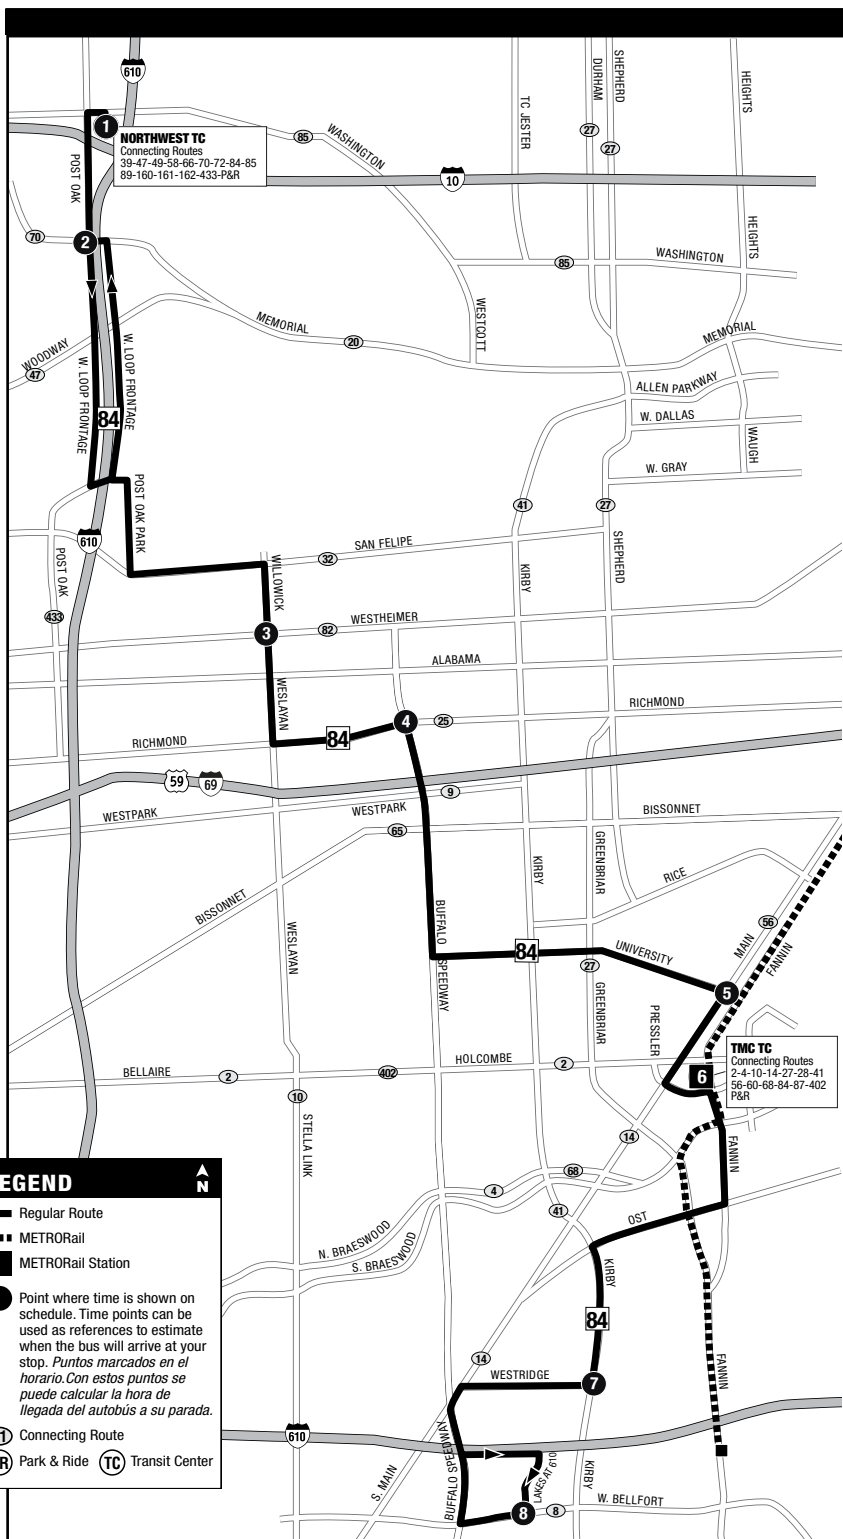 610
1
NORTHWEST TC
Connecting Routes
39-47-49-58-66-70-72-84-85
89-160-161-162-433-P&R
85
WASHINGTON
TC JESTER
DURHAM
SHEPHERD
HEIGHTS
27
27
10
POST OAK
70
2
85
WASHINGTON
HEIGHTS
WESTCOTT
MEMORIAL
20
MEMORIAL
WOODWAY
47
W. LOOP FRONTAGE
W. LOOP FRONTAGE
84
ALLEN PARKWAY
W. DALLAS
WAUGH
W. GRAY
POST OAK PARK
41
27
610
POST OAK
SAN FELIPE
32
WILLOWICK
KIRBY
SHEPHERD
433
3
82
WESTHEIMER
ALABAMA
WESLAYAN
4
25
RICHMOND
RICHMOND
84
59
69
9
WESTPARK
WESTPARK
65
BISSONNET
GREENBRIAR
KIRBY
RICE
BISSONNET
WESLAYAN
BUFFALO
SPEEDWAY
84
27
UNIVERSITY
56
MAIN
FANNIN
5
GREENBRIAR
PRESSLER
TMC TC
Connecting Routes
2-4-10-14-27-28-41
56-60-68-84-87-402
P&R
6
BELLAIRE
2
402
HOLCOMBE
2
10
STELLA LINK
14
FANNIN
68
4
41
OST
N. BRAESWOOD
S. BRAESWOOD
KIRBY
84
14
WESTRIDGE
7
FANNIN
610
BUFFALO SPEEDWAY
S. MAIN
LAKES AT 610
KIRBY
8
8
W. BELLFORT
EGEND
N
Regular Route
METRORail
METRORail Station
Point where time is shown on
schedule. Time points can be
used as references to estimate
when the bus will arrive at your
stop. Puntos marcados en el
horario.Con estos puntos se
puede calcular la hora de
llegada del autobús a su parada.
1 Connecting Route
R Park & Ride TC Transit Center